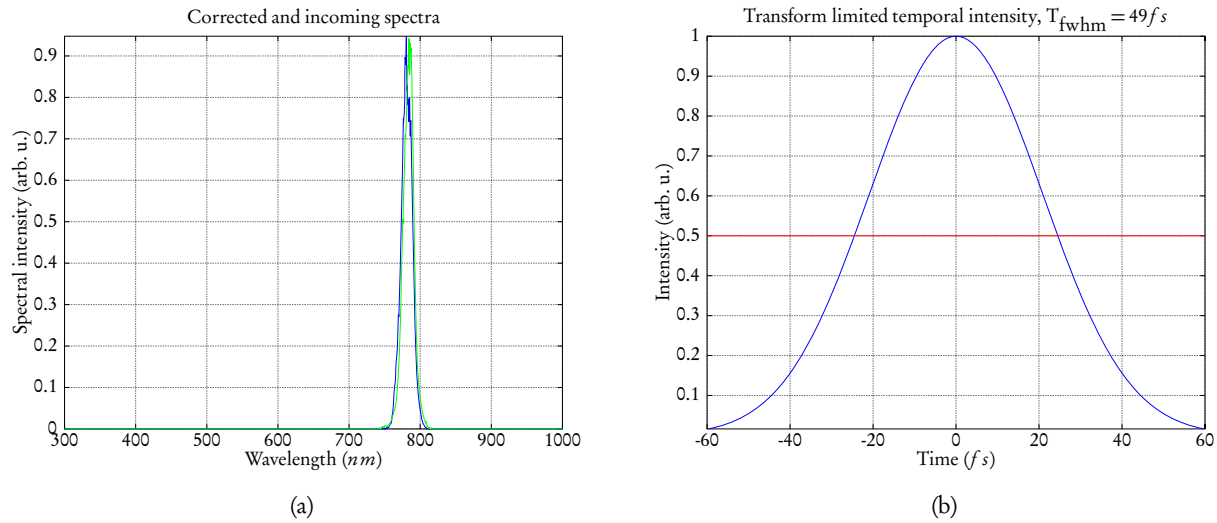 Corrected and incoming spectra
Spectral intensity (arb. u.)
0.9
0.8
0.7
0.6
0.5
0.4
0.3
0.2
0.1
0
300 400 500 600 700 800 900 1000
Wavelength (nm)
(a)
Transform limited temporal intensity, T_fwhm = 49fs
Intensity (arb. u.)
1
0.9
0.8
0.7
0.6
0.5
0.4
0.3
0.2
0.1
-60 -40 -20 0 20 40 60
Time (fs)
(b)